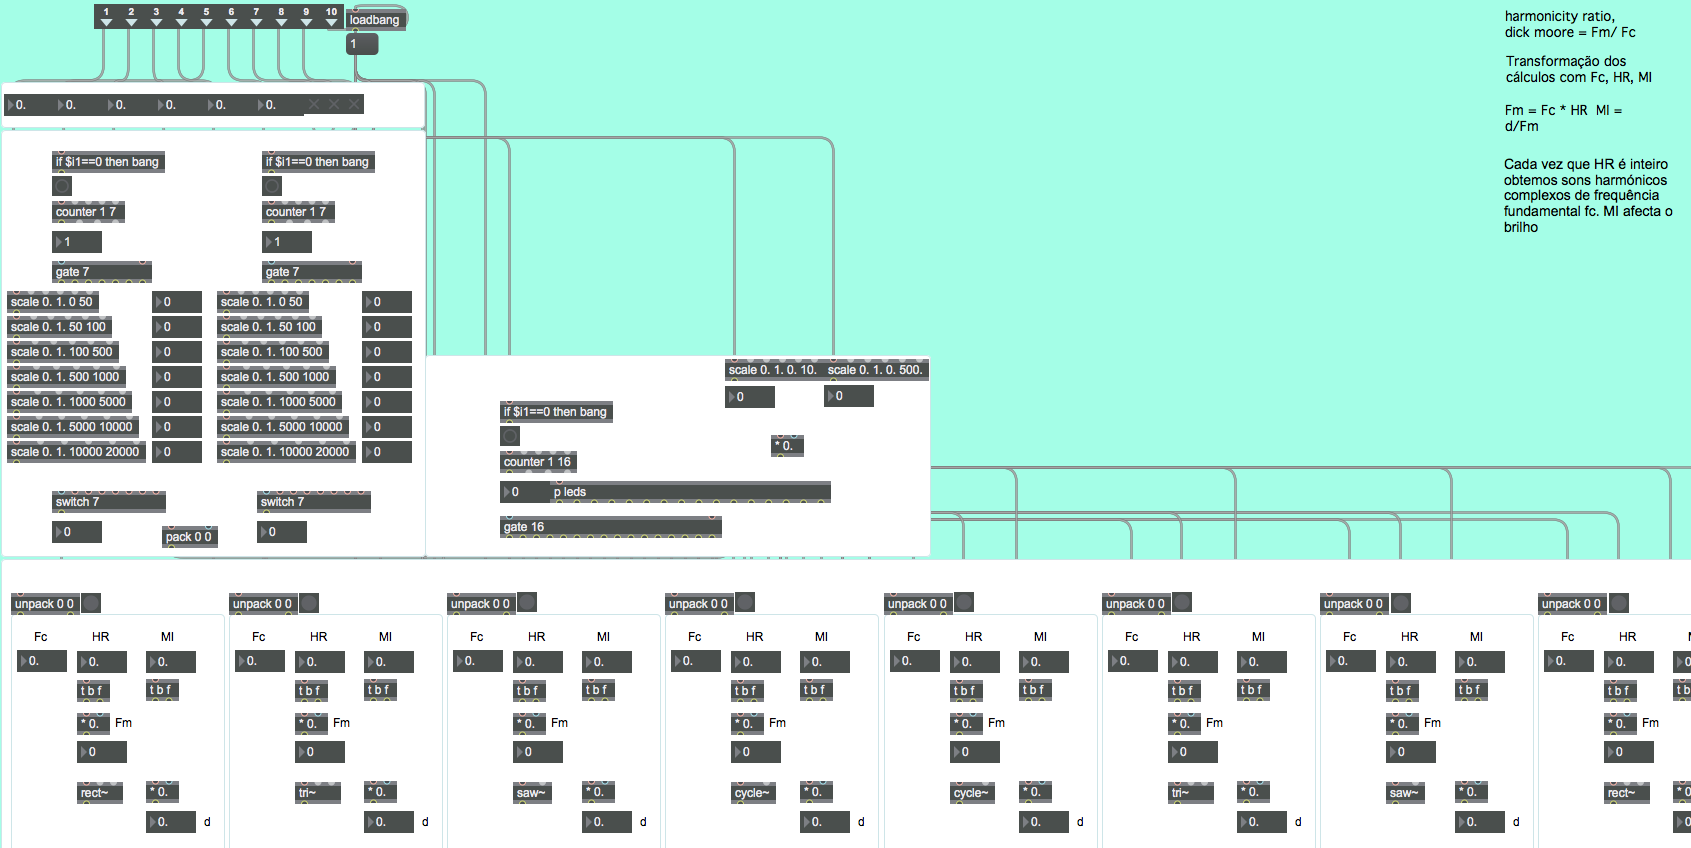 1 2 3 4 5 6 7 8 9 10
loadbang
1
0. 0. 0. 0. 0. 0.
harmonicity ratio,
dick moore = Fm/ Fc
Transformação dos
cálculos com Fc, HR, MI
Fm = Fc * HR  MI =
d/Fm
Cada vez que HR é inteiro
obtemos sons harmónicos
complexos de frequência
fundamental fc. MI afecta o
brilho
if $i1==0 then bang
counter 1 7
1
gate 7
scale 0. 1. 0 50 0
scale 0. 1. 50 100 0
scale 0. 1. 100 500 0
scale 0. 1. 500 1000 0
scale 0. 1. 1000 5000 0
scale 0. 1. 5000 10000 0
scale 0. 1. 10000 20000 0
switch 7
0
pack 0 0
if $i1==0 then bang
counter 1 7
1
gate 7
scale 0. 1. 0 50 0
scale 0. 1. 50 100 0
scale 0. 1. 100 500 0
scale 0. 1. 500 1000 0
scale 0. 1. 1000 5000 0
scale 0. 1. 5000 10000 0
scale 0. 1. 10000 20000 0
switch 7
0
scale 0. 1. 0. 10. scale 0. 1. 0. 500.
0 0
if $i1==0 then bang
* 0.
counter 1 16
0 p leds
gate 16
unpack 0 0 unpack 0 0 unpack 0 0 unpack 0 0 unpack 0 0 unpack 0 0 unpack 0 0 unpack 0 0
Fc HR MI Fc HR MI Fc HR MI Fc HR MI Fc HR MI Fc HR MI Fc HR MI Fc HR M
0. 0. 0. 0. 0. 0. 0. 0. 0. 0. 0. 0. 0. 0. 0. 0. 0. 0. 0. 0. 0. 0. 0. 0
t b f t b f t b f t b f t b f t b f t b f t b f t b f t b f t b f t b f t b f t b f t b f t b
* 0. Fm * 0. Fm * 0. Fm * 0. Fm * 0. Fm * 0. Fm * 0. Fm * 0. Fm
0 0 0 0 0 0 0 0
rect~ * 0. tri~ * 0. saw~ * 0. cycle~ * 0. cycle~ * 0. tri~ * 0. saw~ * 0. rect~ * 0
0. d 0. d 0. d 0. d 0. d 0. d 0. d 0